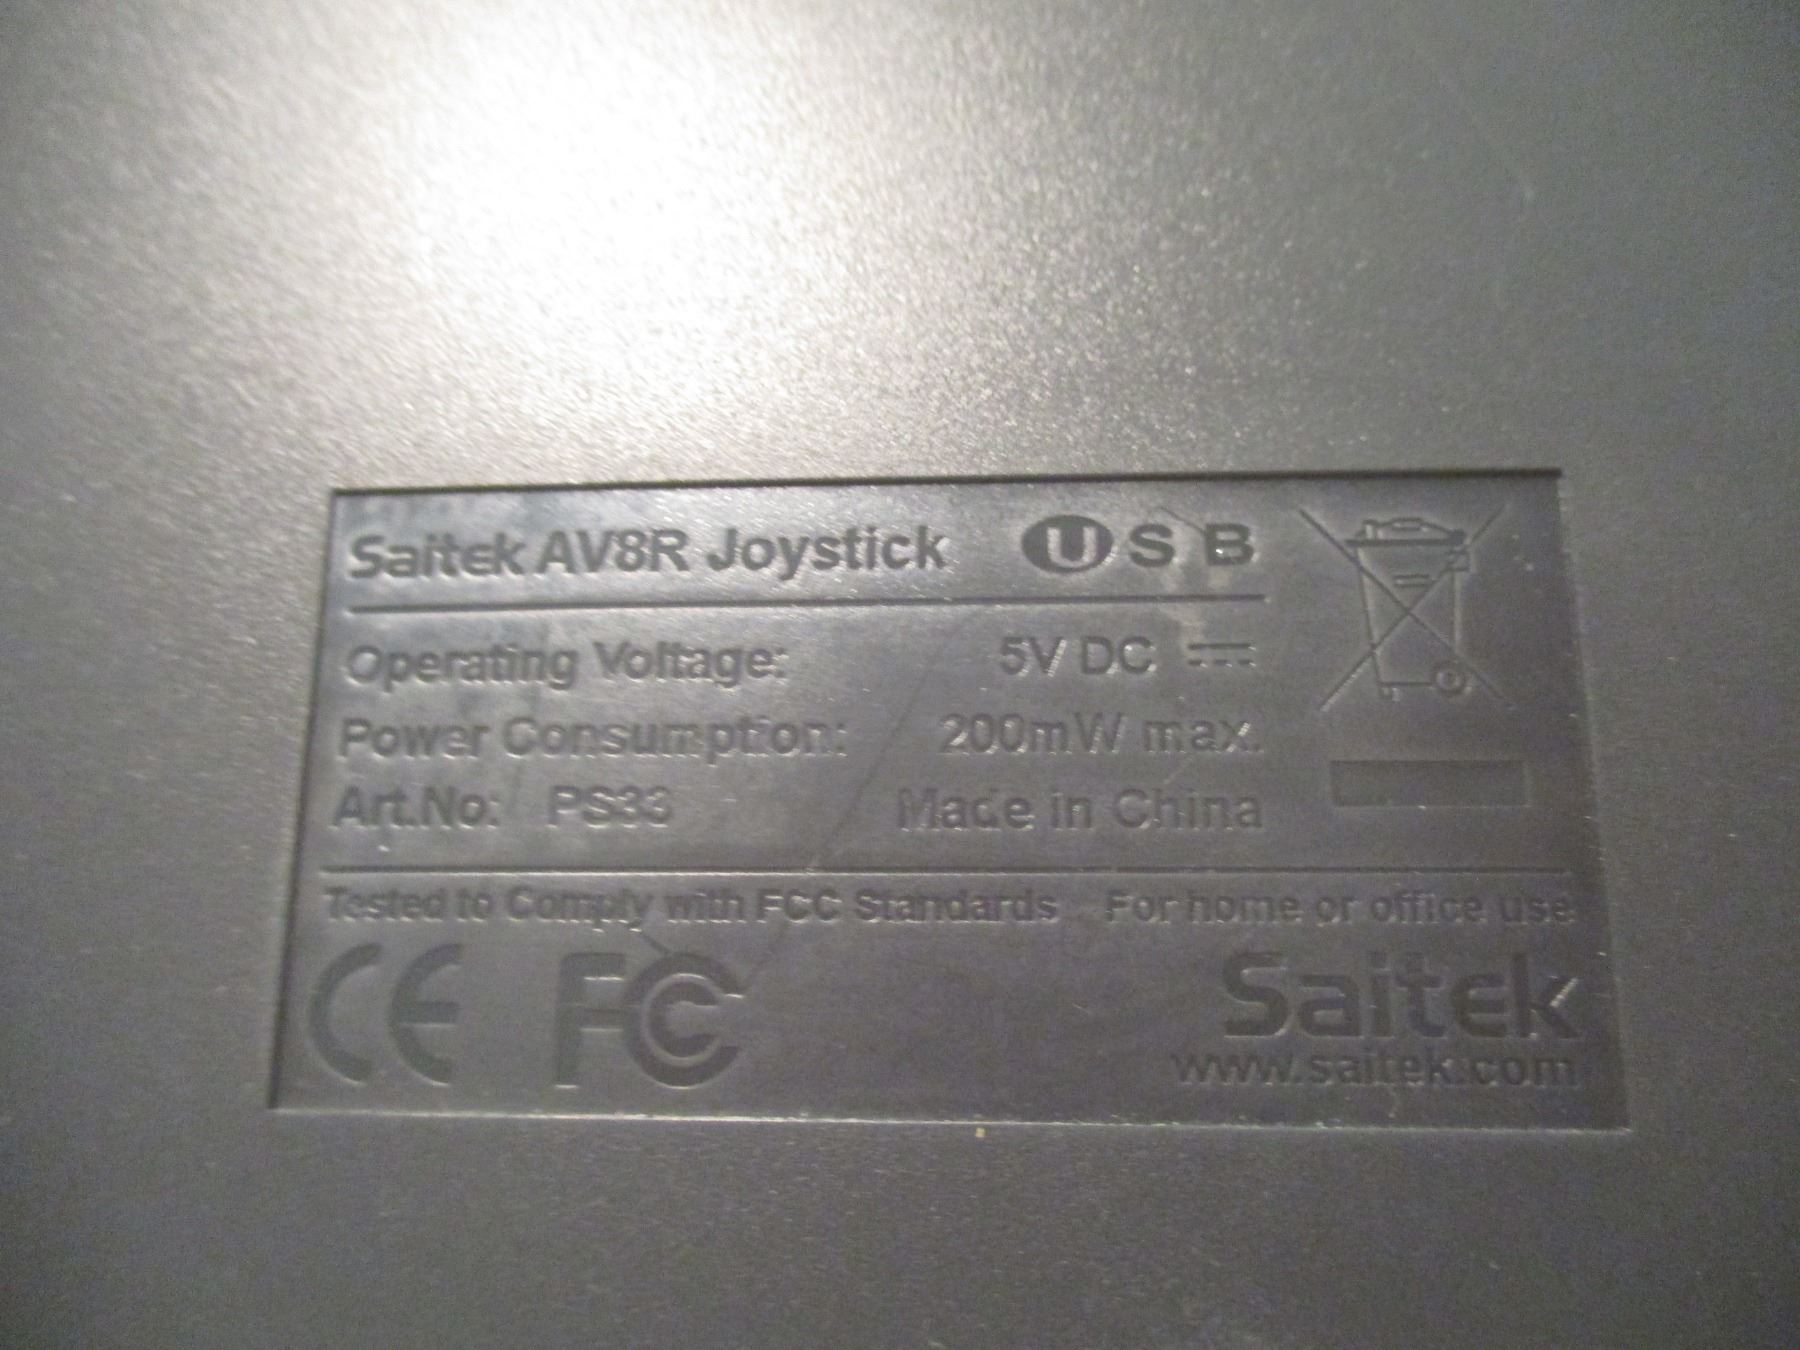 Saitek AV8R Joystick USB
Operating Voltage: 5V DC
Power Consumption: 200mW max.
Art.No: PS33 Made in China
Tested to Comply with FCC Standards For home or office use
CE FC Saitek
www.saitek.com